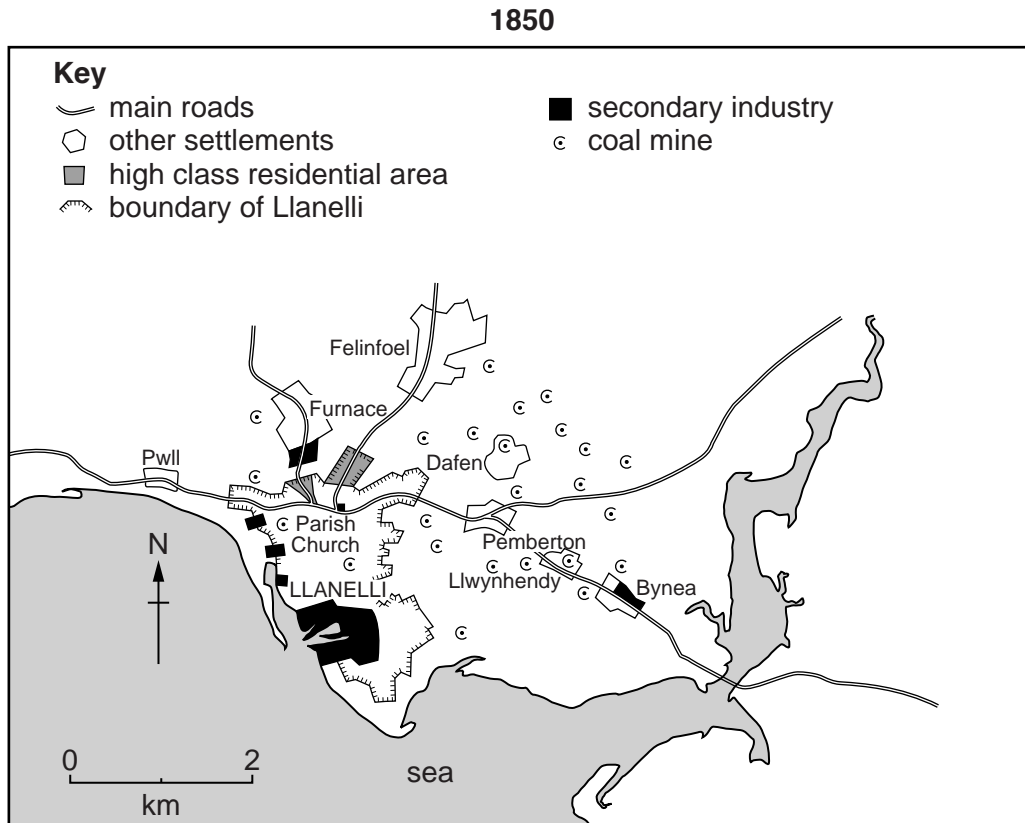 1850
Key
main roads
other settlements
high class residential area
boundary of Llanelli
secondary industry
coal mine
Felinfoel
Furnace
Pwll
Dafen
Parish
Church
Pemberton
Llwynhendy
Bynea
LLANELLI
N
0 2
km
sea